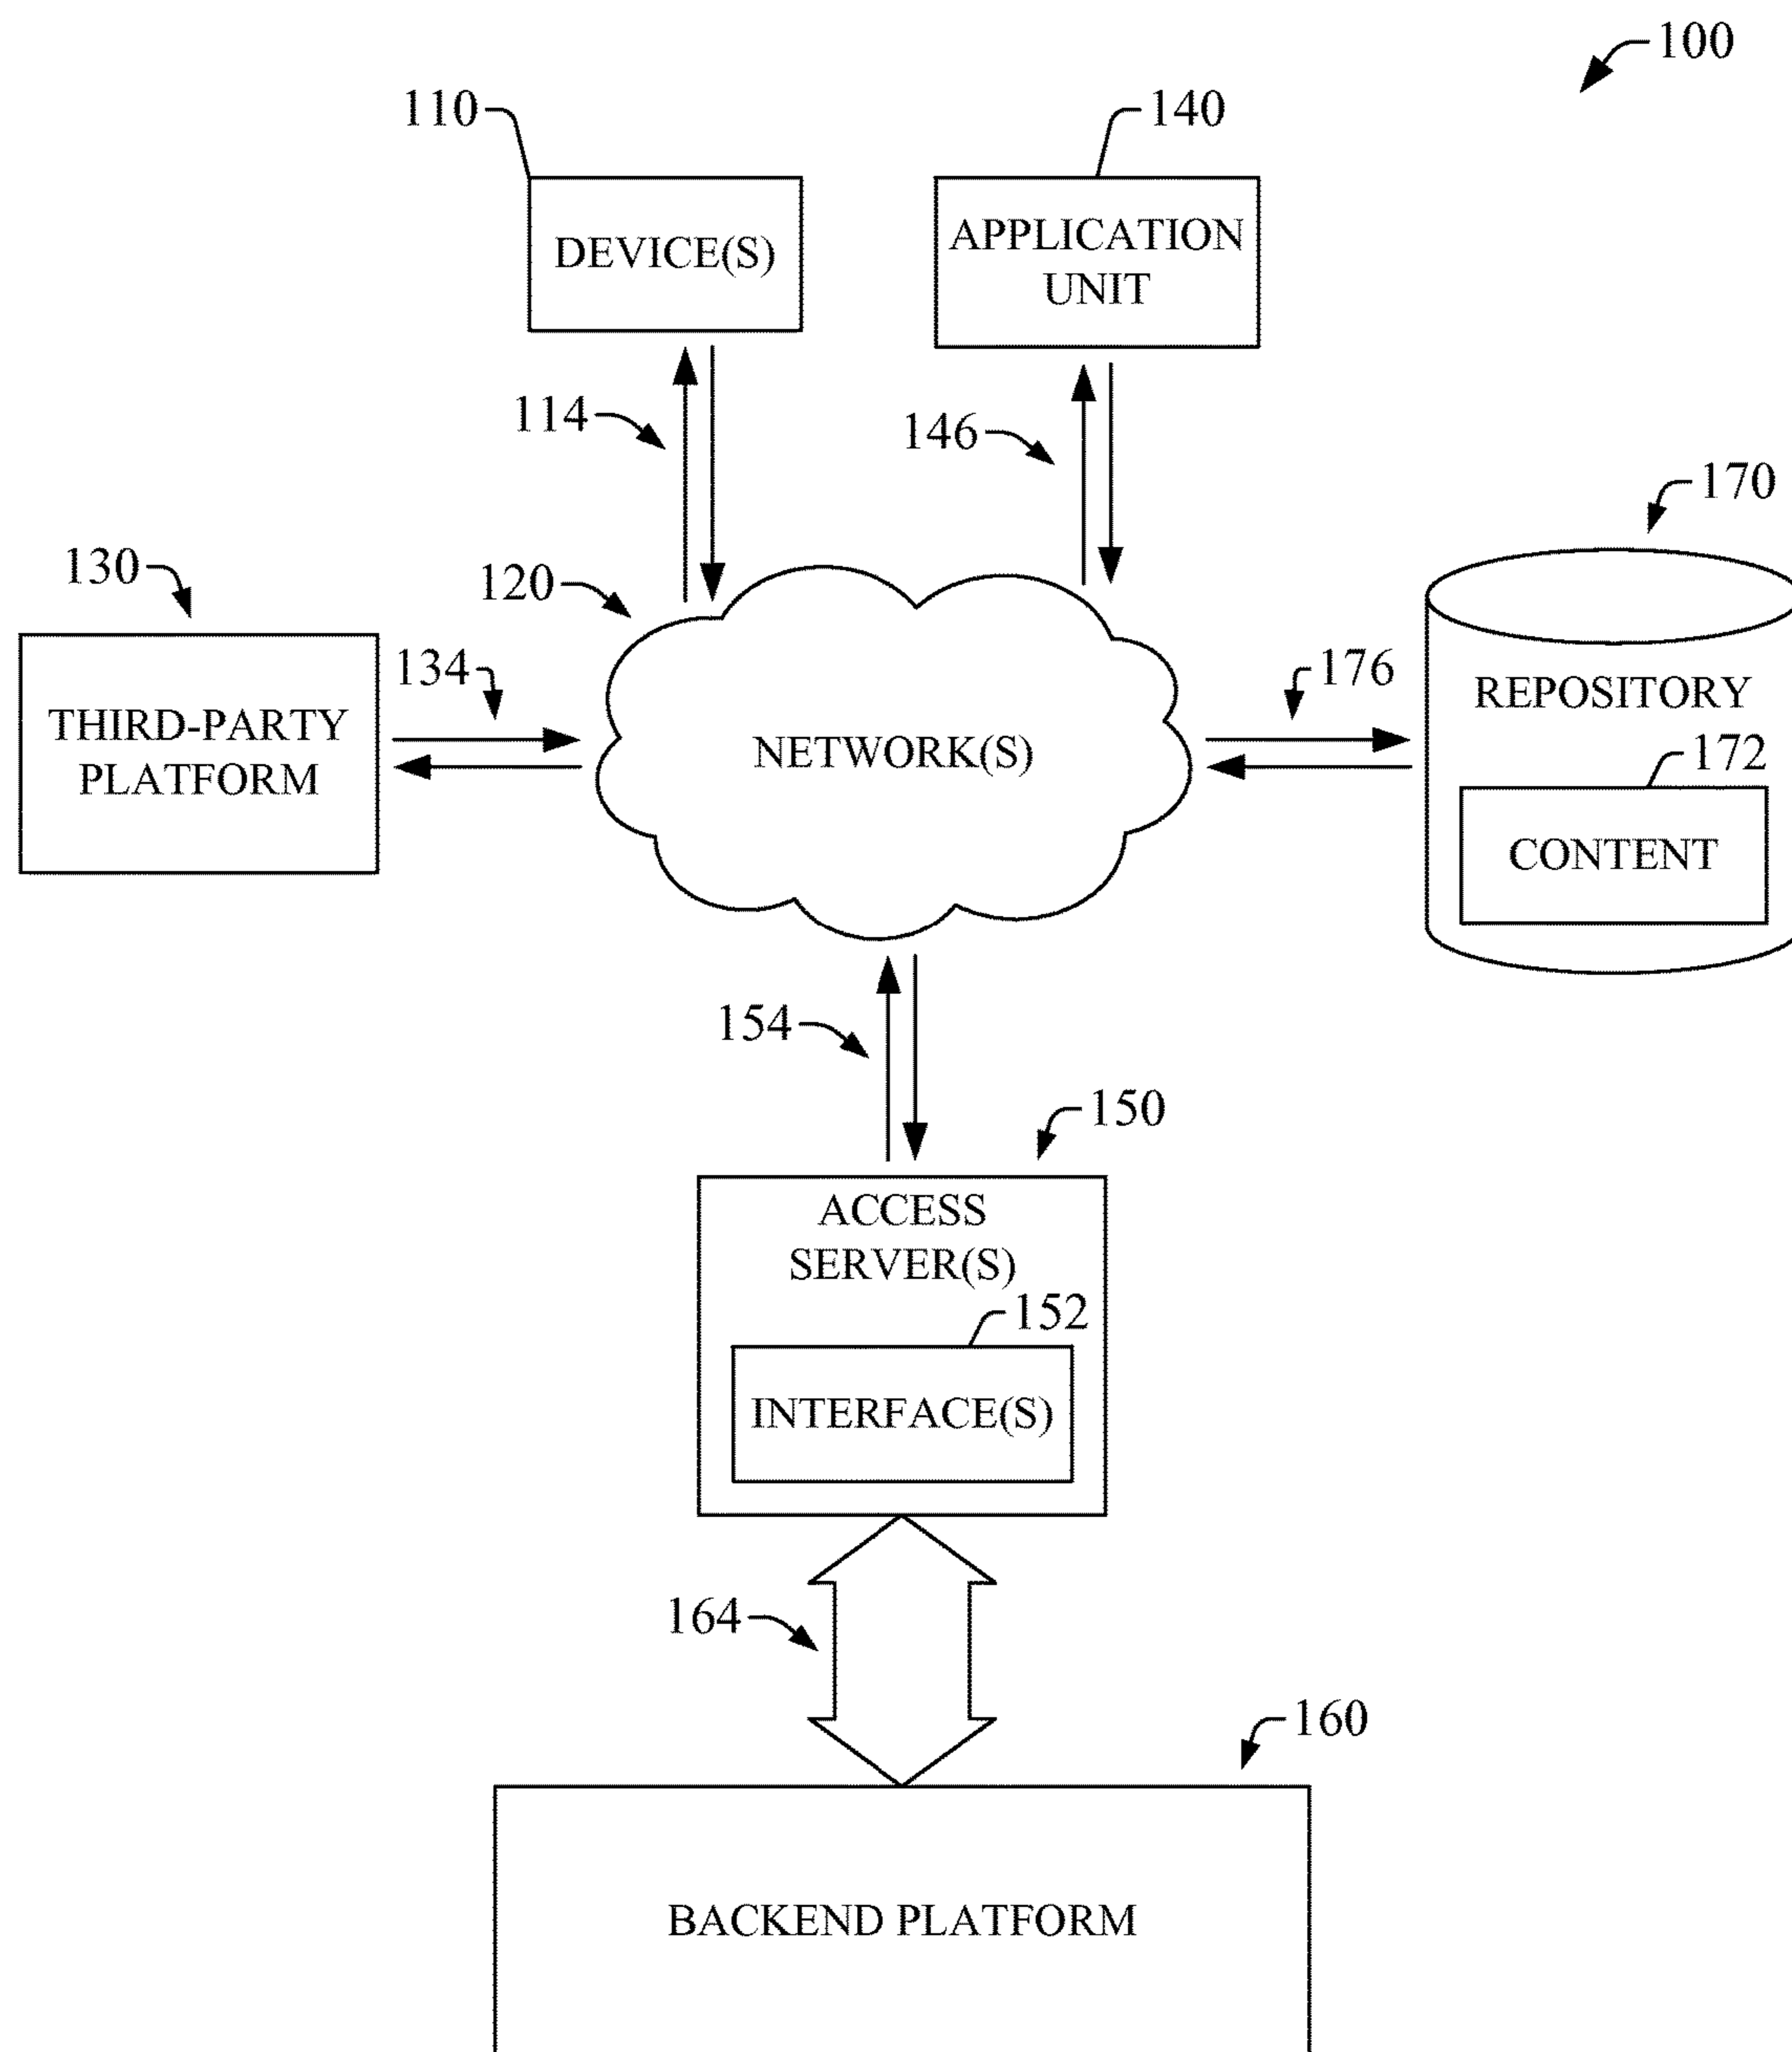 100
110
140
DEVICE(S)
APPLICATION
UNIT
114
146
170
130
120
134
176
THIRD-PARTY
PLATFORM
NETWORK(S)
REPOSITORY
172
CONTENT
154
150
ACCESS
SERVER(S)
152
INTERFACE(S)
164
160
BACKEND PLATFORM